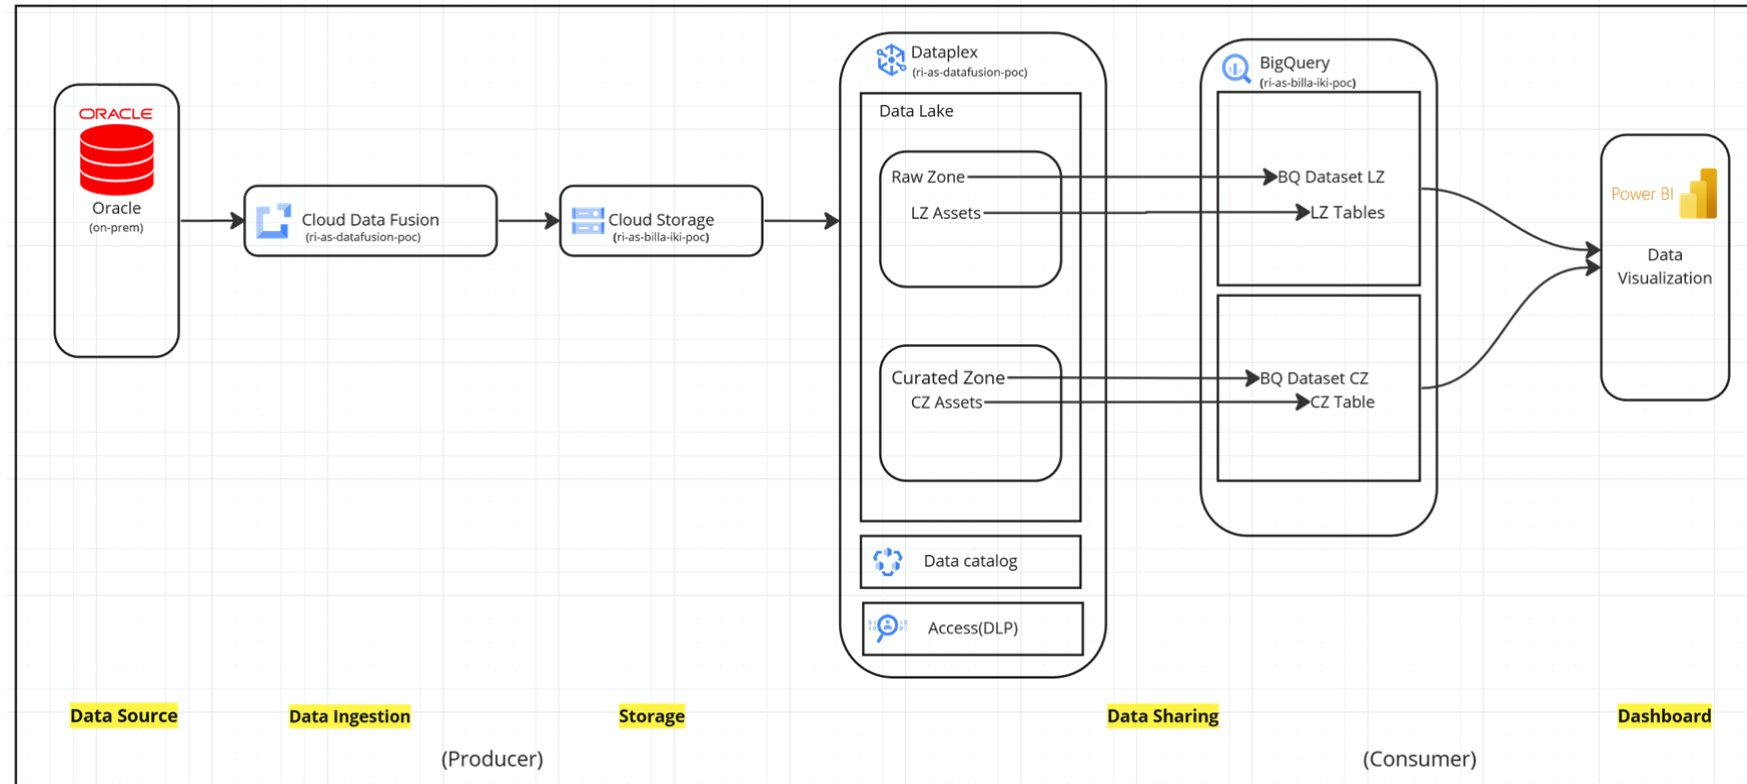 ORACLE
Oracle
(on-prem)
Cloud Data Fusion
(ri-as-datafusion-poc)
Cloud Storage
(ri-as-billa-iki-poc)
Dataplex
(ri-as-datafusion-poc)
Data Lake
Raw Zone
LZ Assets
Curated Zone
CZ Assets
Data catalog
Access(DLP)
BigQuery
(ri-as-billa-iki-poc)
BQ Dataset LZ
LZ Tables
BQ Dataset CZ
CZ Table
Power BI
Data
Visualization
Data Source
Data Ingestion
Storage
Data Sharing
Dashboard
(Producer)
(Consumer)